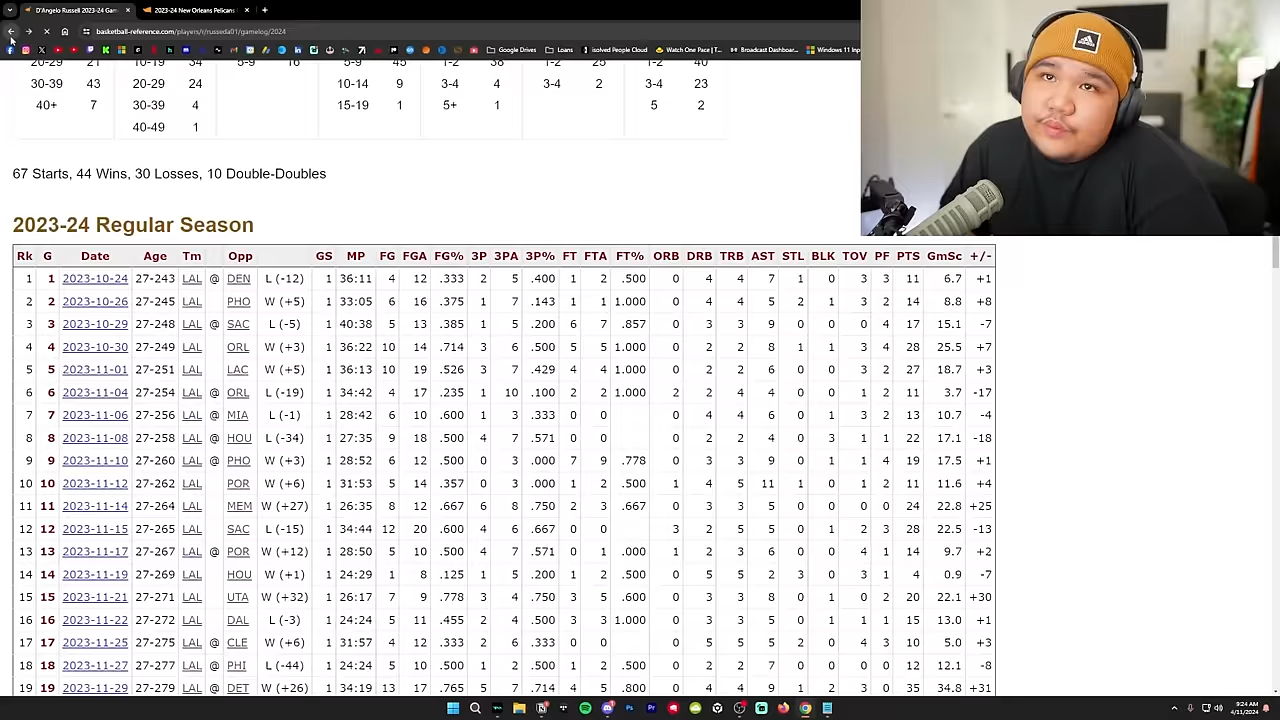 D'Angelo Russell 2023-24 Gam
2023-24 New Orleans Pelicans
basketball-reference.com/players/r/russeda01/gamelog/2024
Google Drives Loans isolved People Cloud Watch One Pace | T... Broadcast Dashboar... Windows 11 Inp
20-29 21 10-19 34 5-9 16 5-9 45 1-2 38 1-2 25 1-2 40
30-39 43 20-29 24 10-14 9 3-4 4 3-4 2 3-4 23
40+ 7 30-39 4 15-19 1 5+ 1 5 2
40-49 1
67 Starts, 44 Wins, 30 Losses, 10 Double-Doubles
2023-24 Regular Season
Rk G Date Age Tm Opp GS MP FG FGA FG% 3P 3PA 3P% FT FTA FT% ORB DRB TRB AST STL BLK TOV PF PTS GmSc +/-
1 1 2023-10-24 27-243 LAL @ DEN L (-12) 1 36:11 4 12 .333 2 5 .400 1 2 .500 0 4 4 7 1 0 3 3 11 6.7 +1
2 2 2023-10-26 27-245 LAL PHO W (+5) 1 33:05 6 16 .375 1 7 .143 1 1 1.000 0 4 4 5 2 1 3 2 14 8.8 +8
3 3 2023-10-29 27-248 LAL @ SAC L (-5) 1 40:38 5 13 .385 1 5 .200 6 7 .857 0 3 3 9 0 0 0 4 17 15.1 -7
4 4 2023-10-30 27-249 LAL ORL W (+3) 1 36:22 10 14 .714 3 6 .500 5 5 1.000 0 2 2 8 1 1 3 4 28 25.5 +7
5 5 2023-11-01 27-251 LAL LAC W (+5) 1 36:13 10 19 .526 3 7 .429 4 4 1.000 0 2 2 6 0 0 3 2 27 18.7 +3
6 6 2023-11-04 27-254 LAL @ ORL L (-19) 1 34:42 4 17 .235 1 10 .100 2 2 1.000 2 2 4 4 0 0 1 2 11 3.7 -17
7 7 2023-11-06 27-256 LAL @ MIA L (-1) 1 28:42 6 10 .600 1 3 .333 0 0 0 4 4 6 0 1 3 2 13 10.7 -4
8 8 2023-11-08 27-258 LAL @ HOU L (-34) 1 27:35 9 18 .500 4 7 .571 0 0 0 2 2 4 0 3 1 1 22 17.1 -18
9 9 2023-11-10 27-260 LAL @ PHO W (+3) 1 28:52 6 12 .500 0 3 .000 7 9 .778 0 3 3 9 0 1 1 4 19 17.5 +1
10 10 2023-11-12 27-262 LAL POR W (+6) 1 31:53 5 14 .357 0 3 .000 1 2 .500 1 4 5 11 1 0 1 2 11 11.6 +4
11 11 2023-11-14 27-264 LAL MEM W (+27) 1 26:35 8 12 .667 6 8 .750 2 3 .667 0 3 3 5 0 0 0 0 24 22.8 +25
12 12 2023-11-15 27-265 LAL SAC L (-15) 1 34:44 12 20 .600 4 6 .667 0 0 3 2 5 5 0 1 2 3 28 22.5 -13
13 13 2023-11-17 27-267 LAL @ POR W (+12) 1 28:50 5 10 .500 4 7 .571 0 1 .000 1 2 3 6 0 0 4 1 14 9.7 +2
14 14 2023-11-19 27-269 LAL HOU W (+1) 1 24:29 1 8 .125 1 5 .200 1 2 .500 0 5 5 2 3 0 3 1 4 0.9 -7
15 15 2023-11-21 27-271 LAL UTA W (+32) 1 26:17 7 9 .778 3 4 .750 3 5 .600 0 3 3 8 0 1 0 2 20 22.1 +30
16 16 2023-11-22 27-272 LAL DAL L (-3) 1 24:24 5 11 .455 2 4 .500 3 3 1.000 0 2 2 5 0 1 1 1 15 13.0 +1
17 17 2023-11-25 27-275 LAL @ CLE W (+6) 1 31:57 4 12 .333 2 6 .333 0 0 0 5 5 5 2 0 4 3 10 5.0 +3
18 18 2023-11-27 27-277 LAL @ PHI L (-44) 1 24:24 5 10 .500 1 2 .500 1 2 .500 0 2 2 7 0 0 0 0 12 12.1 -8
19 19 2023-11-29 27-279 LAL @ DET W (+26) 1 34:19 13 17 .765 5 7 .714 4 5 .800 0 4 4 9 1 2 3 0 35 34.8 +31
9:24 AM
4/11/2024